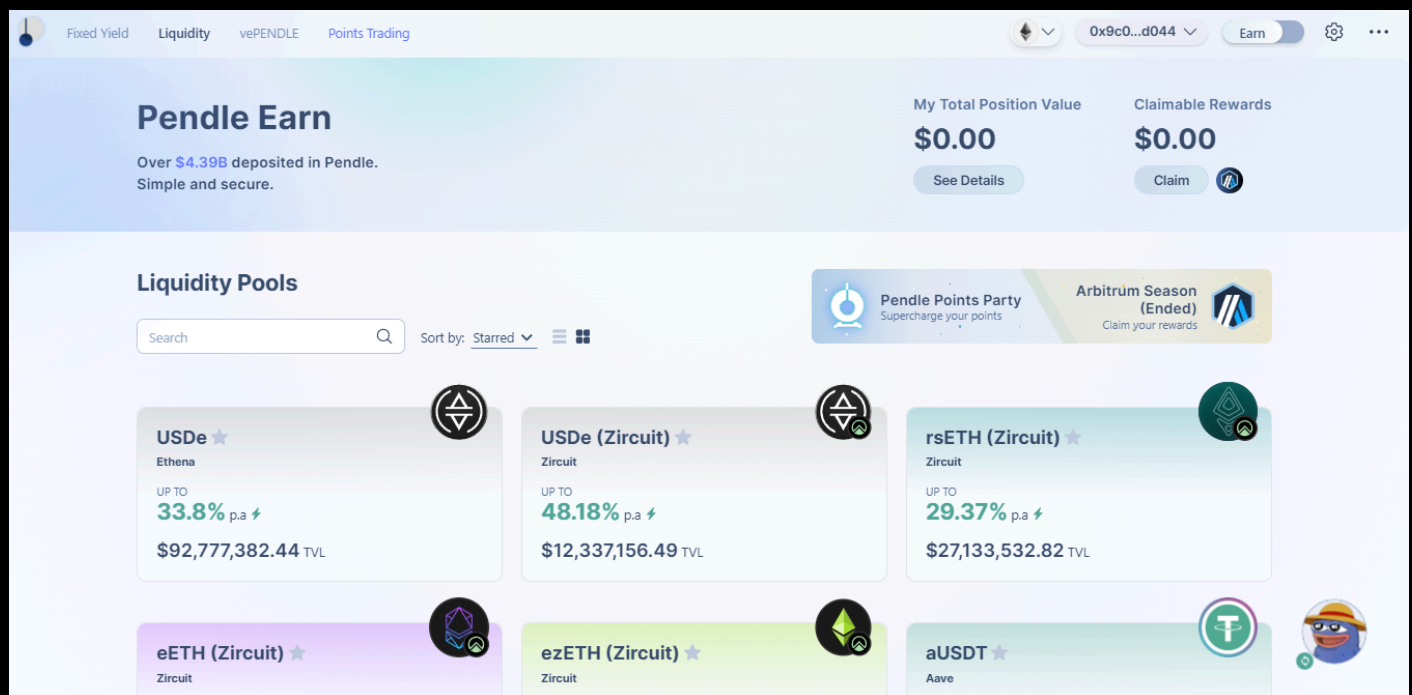 Fixed Yield Liquidity vePENDLE Points Trading 0x9c0...d044 Earn
Pendle Earn
Over $4.39B deposited in Pendle.
Simple and secure.
My Total Position Value
$0.00
See Details
Claimable Rewards
$0.00
Claim
Liquidity Pools
Search
Sort by: Starred
Pendle Points Party
Supercharge your points
Arbitrum Season
(Ended)
Claim your rewards
USDe
Ethena
UP TO
33.8% p.a
$92,777,382.44 TVL
USDe (Zircuit)
Zircuit
UP TO
48.18% p.a
$12,337,156.49 TVL
rsETH (Zircuit)
Zircuit
UP TO
29.37% p.a
$27,133,532.82 TVL
eETH (Zircuit)
Zircuit
ezETH (Zircuit)
Zircuit
aUSDT
Aave